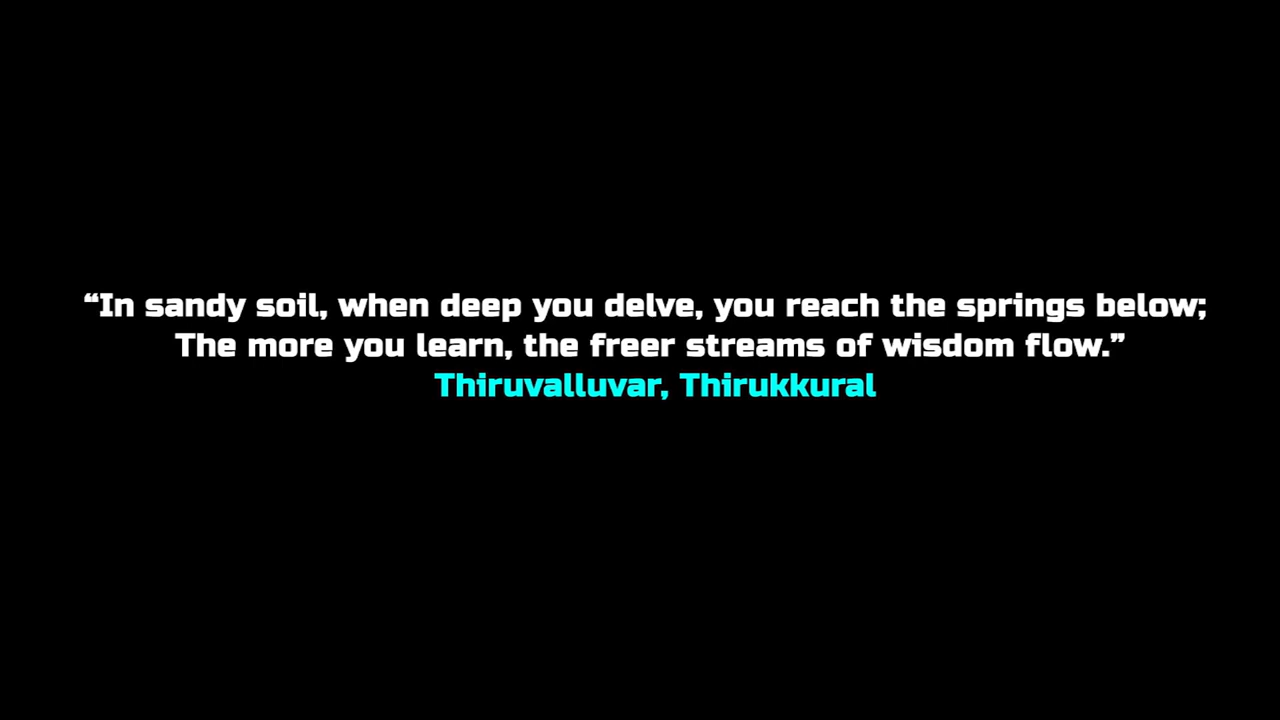 “In sandy soil, when deep you delve, you reach the springs below;
The more you learn, the freer streams of wisdom flow.”
Thiruvalluvar, Thirukkural